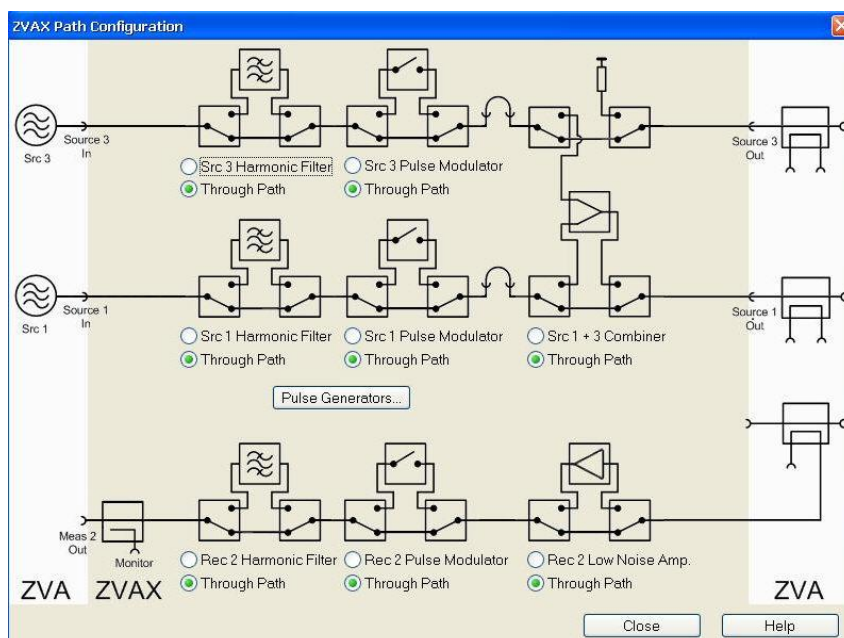 ZVAX Path Configuration
Src 3
Source 3
In
Src 3 Harmonic Filter
Through Path
Src 3 Pulse Modulator
Through Path
Source 3
Out
Src 1
Source 1
In
Src 1 Harmonic Filter
Through Path
Src 1 Pulse Modulator
Through Path
Src 1 + 3 Combiner
Through Path
Source 1
Out
Pulse Generators...
Meas 2
Out
Monitor
Rec 2 Harmonic Filter
Through Path
Rec 2 Pulse Modulator
Through Path
Rec 2 Low Noise Amp.
Through Path
ZVA
ZVAX
ZVA
Close
Help